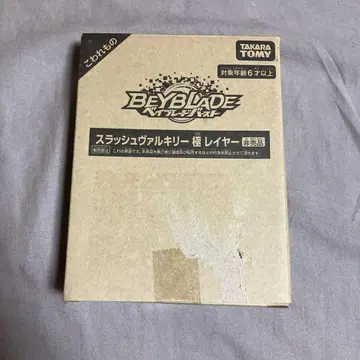 こわれもの
TAKARA TOMY
対象年齢6才以上
BEYBLADE
ベイブレードバースト
スラッシュヴァルキリー 極 レイヤー 非売品